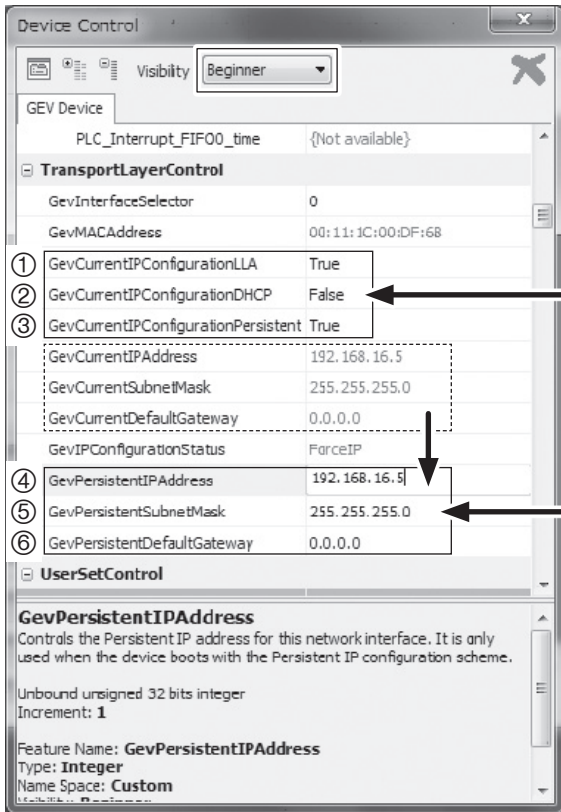 Device Control
Visibility Beginner
GEV Device
PLC_Interrupt_FIFO0_time {Not available}
TransportLayerControl
GevInterfaceSelector 0
GevMACAddress 00:11:1C:00:DF:6B
① GevCurrentIPConfigurationLLA True
② GevCurrentIPConfigurationDHCP False
③ GevCurrentIPConfigurationPersistent True
GevCurrentIPAddress 192.168.16.5
GevCurrentSubnetMask 255.255.255.0
GevCurrentDefaultGateway 0.0.0.0
GevIPConfigurationStatus ForceIP
④ GevPersistentIPAddress 192.168.16.5
⑤ GevPersistentSubnetMask 255.255.255.0
⑥ GevPersistentDefaultGateway 0.0.0.0
UserSetControl
GevPersistentIPAddress
Controls the Persistent IP address for this network interface. It is only
used when the device boots with the Persistent IP configuration scheme.
Unbound unsigned 32 bits integer
Increment: 1
Feature Name: GevPersistentIPAddress
Type: Integer
Name Space: Custom
Visibility: Beginner